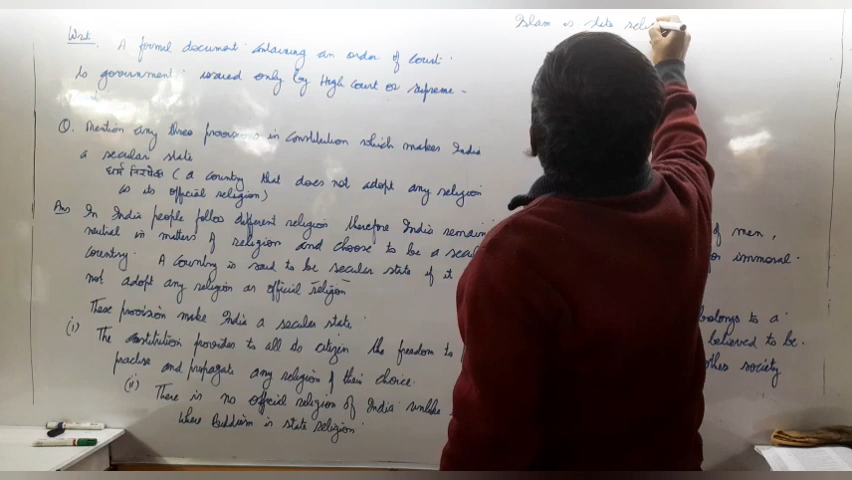 Writ. A formal document containing an order of court
to government issued only by High Court or supreme -
Q. Mention any three provisions in constitution which makes India
a secular state
धर्म निरपेक्ष (a country that does not adopt any religion
as its official religion)
Ans In India people follow different religion therefore India remain
neutral in matters of religion and choose to be a
country. A country is said to be secular state if it
not adopt any religion as official religion
These provision make India a secular state
(i) The constitution provides to all its citizen the freedom to
practise and propagate any religion of their choice.
(ii) There is no official religion of India unlike
where Buddhism is state religion
Islam is state
of men,
immoral.
belongs to a
believed to be.
society